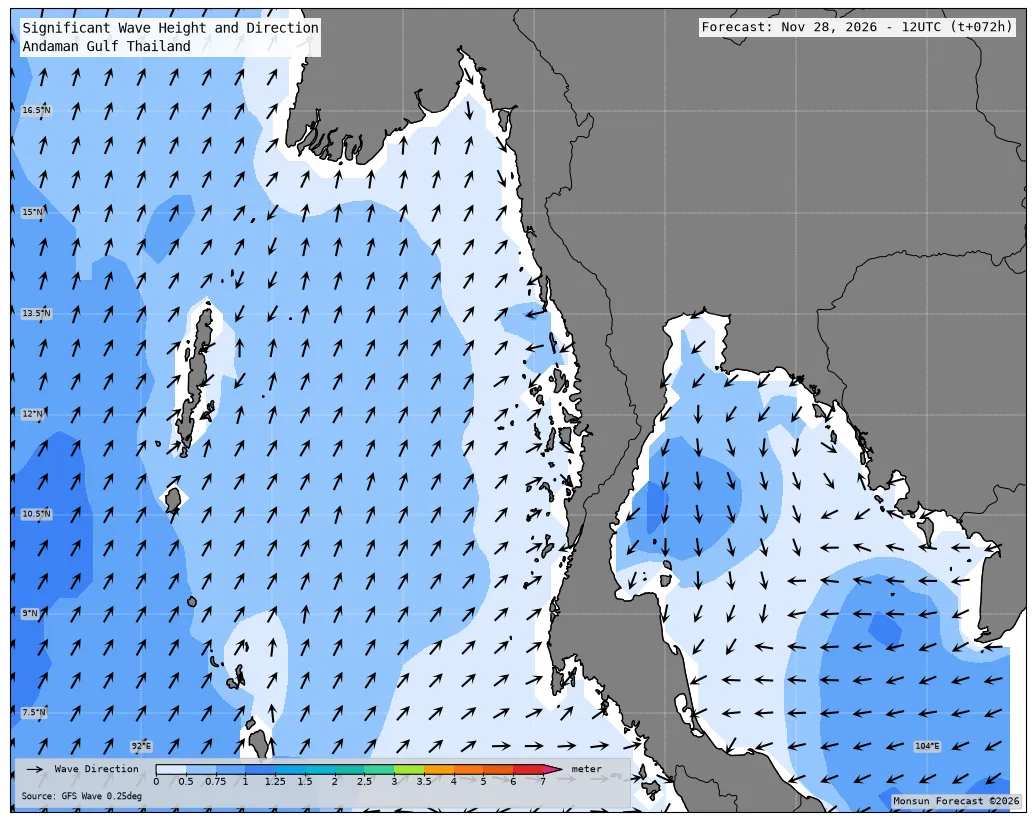 Significant Wave Height and Direction
Andaman Gulf Thailand
Forecast: Nov 28, 2026 - 12UTC (t+072h)
16.5°N
15°N
13.5°N
12°N
10.5°N
9°N
7.5°N
92°E
104°E
Wave Direction
meter
0.5 0.75 1 1.25 1.5 2 2.5 3 3.5 4 5 6 7
Source: GFS Wave 0.25deg
Monsun Forecast ©2026